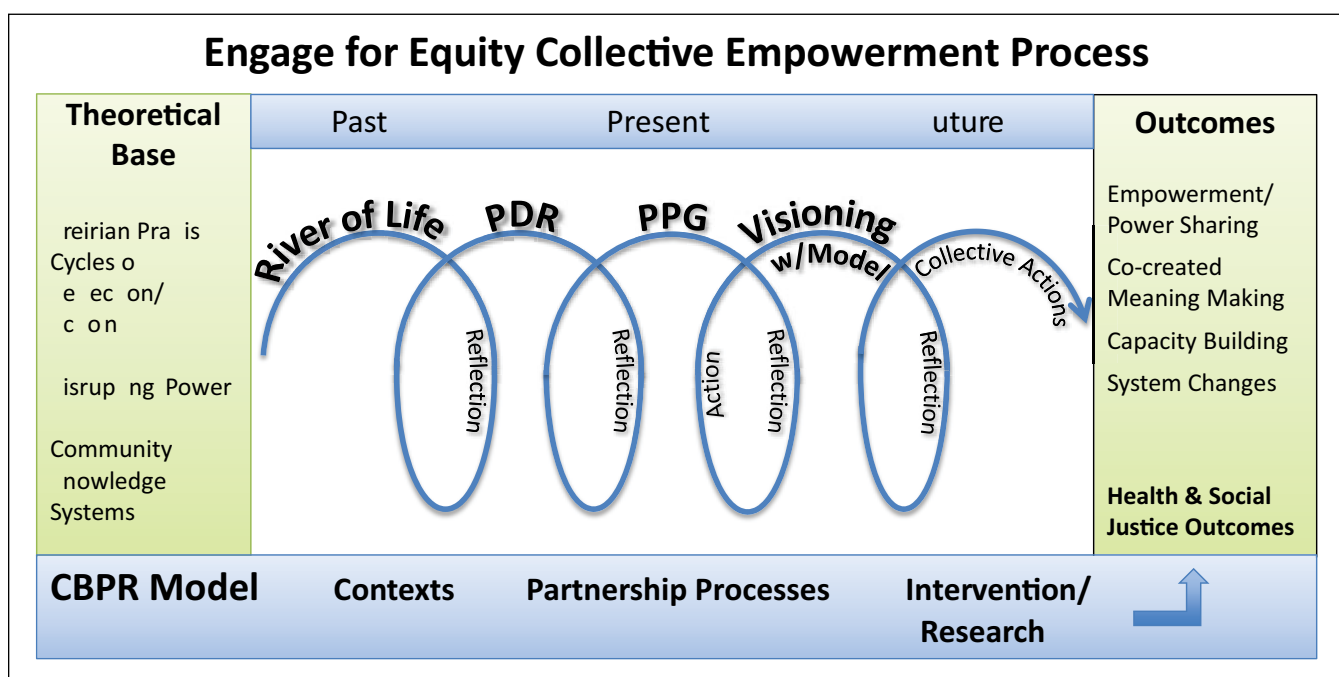 Engage for Equity Collective Empowerment Process
Theoretical
Base
Past
Present
uture
Outcomes
reirian Pra is
Cycles o
e ec on/
c on
isrup ng Power
Community
nowledge
Systems
River of Life
PDR
PPG
Visioning
w/Model
Collective Actions
Reflection
Reflection
Action
Reflection
Reflection
Empowerment/
Power Sharing
Co-created
Meaning Making
Capacity Building
System Changes
Health & Social
Justice Outcomes
CBPR Model
Contexts
Partnership Processes
Intervention/
Research